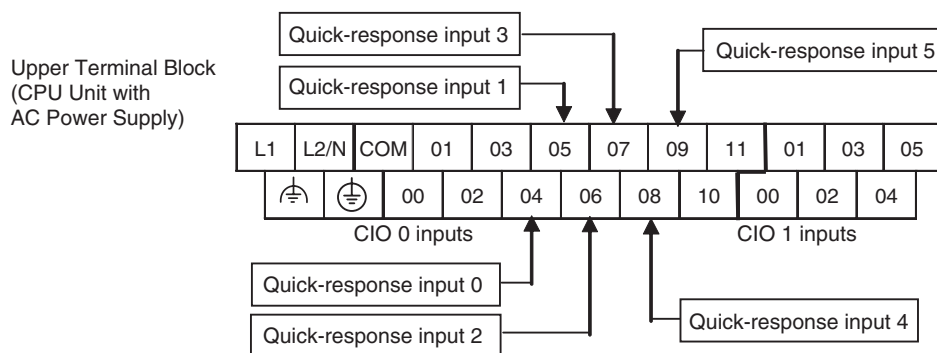 Quick-response input 3
Quick-response input 5
Upper Terminal Block
(CPU Unit with
AC Power Supply)
Quick-response input 1
L1 L2/N COM 01 03 05 07 09 11 01 03 05
00 02 04 06 08 10 00 02 04
CIO 0 inputs
CIO 1 inputs
Quick-response input 0
Quick-response input 2
Quick-response input 4